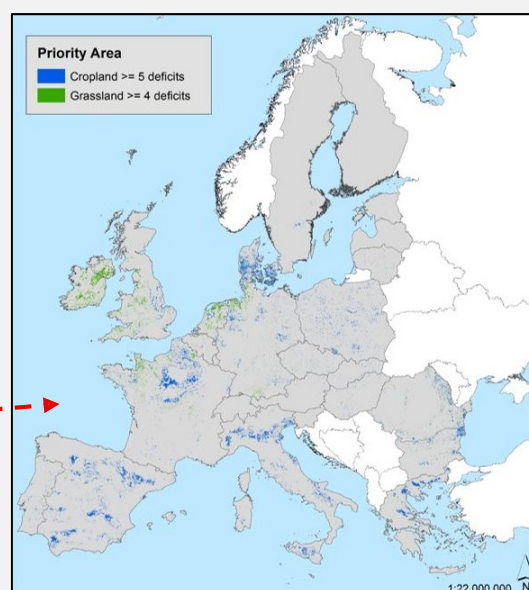 Priority Area
Cropland >= 5 deficits
Grassland >= 4 deficits
1:22 000 000
N